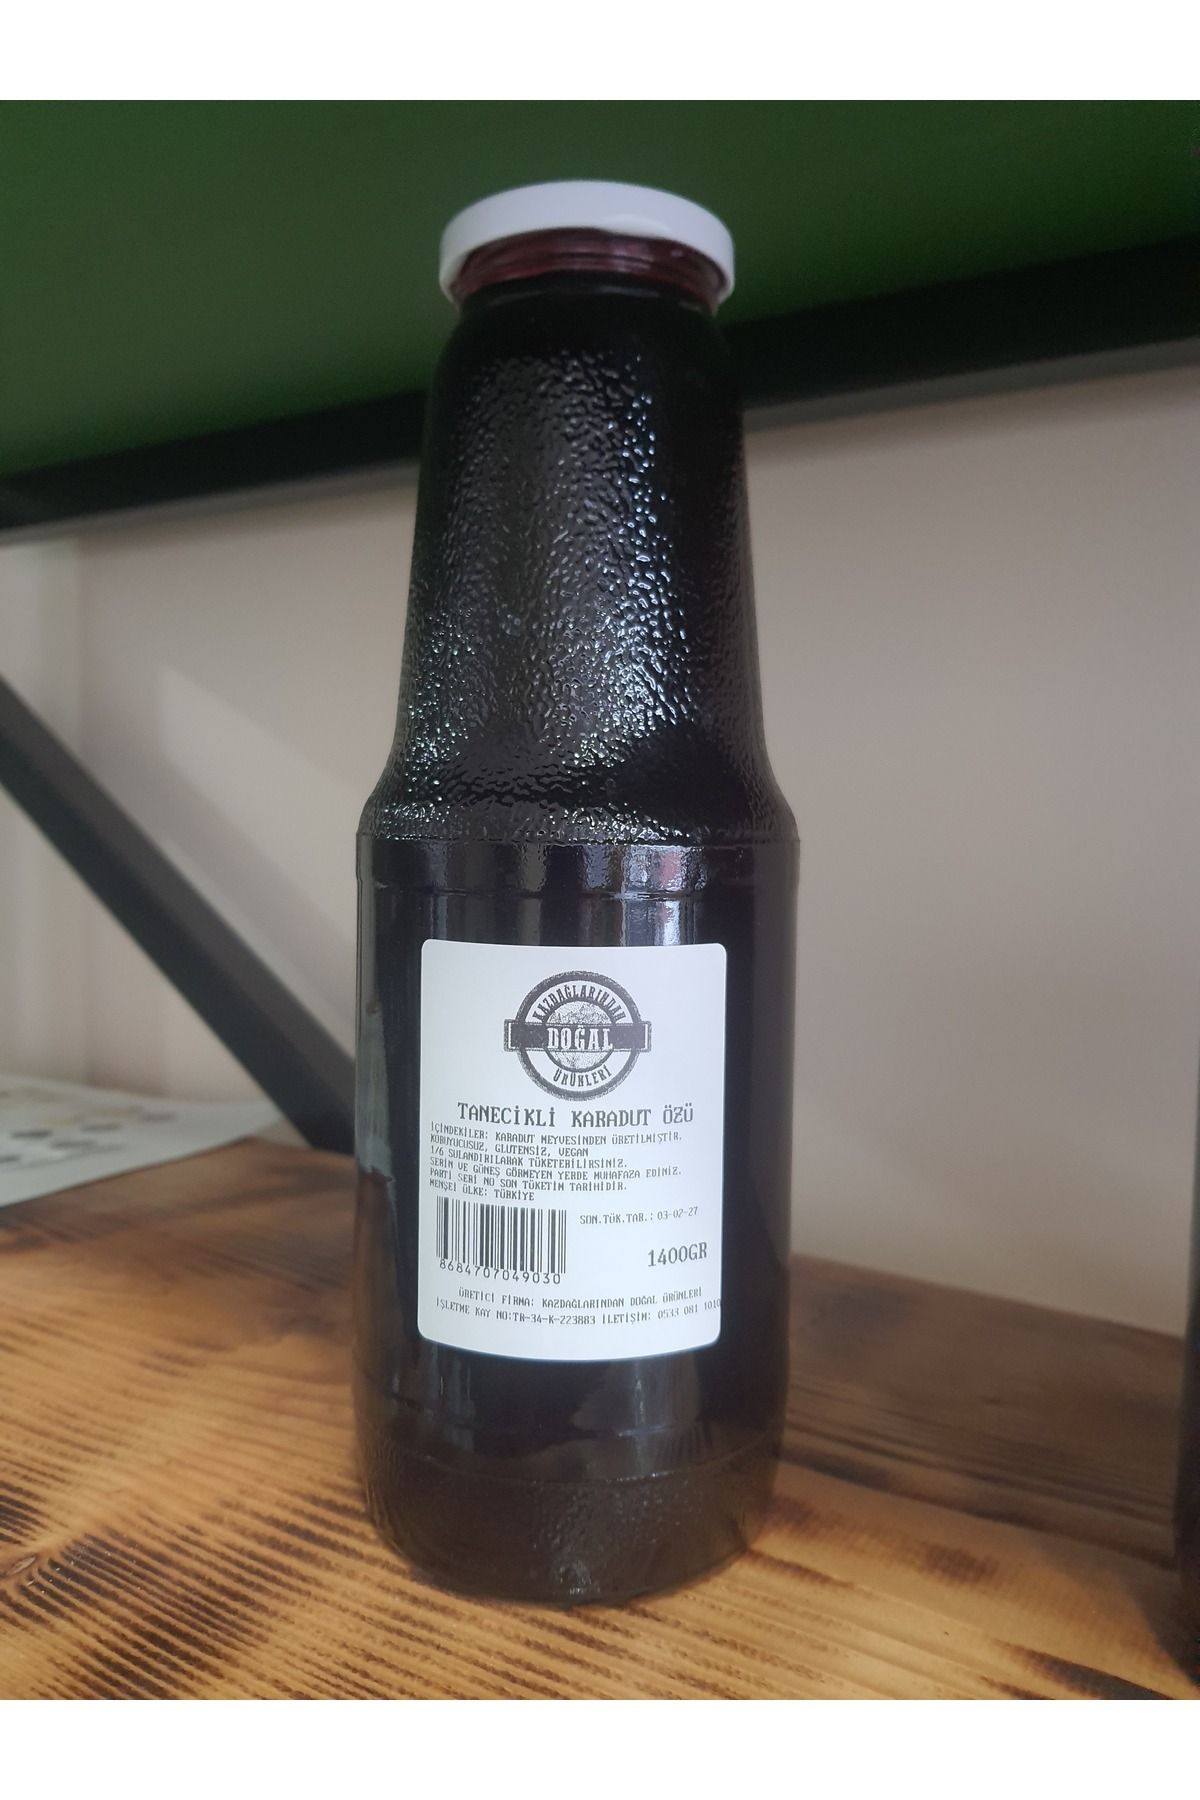 KAZDAĞLARINDAN
DOĞAL
ÜRÜNLERİ
TANECİKLİ KARADUT ÖZÜ
İÇİNDEKİLER: KARADUT MEYVESİNDEN ÜRETİLMİŞTİR.
KORUYUCUSUZ, GLUTENSİZ, VEGAN
1/6 SULANDIRILARAK TÜKETEBİLİRSİNİZ.
SERİN VE GÜNEŞ GÖRMEYEN YERDE MUHAFAZA EDİNİZ.
PARTİ SERİ NO SON TÜKETİM TARİHİDİR.
MENŞEİ ÜLKE: TÜRKİYE
SON.TÜK.TAR.: 03-02-27
1400GR
8684707049030
ÜRETİCİ FİRMA: KAZDAĞLARINDAN DOĞAL ÜRÜNLERİ
İŞLETME KAY NO:TR-34-K-223883 İLETİŞİM: 0533 081 1010